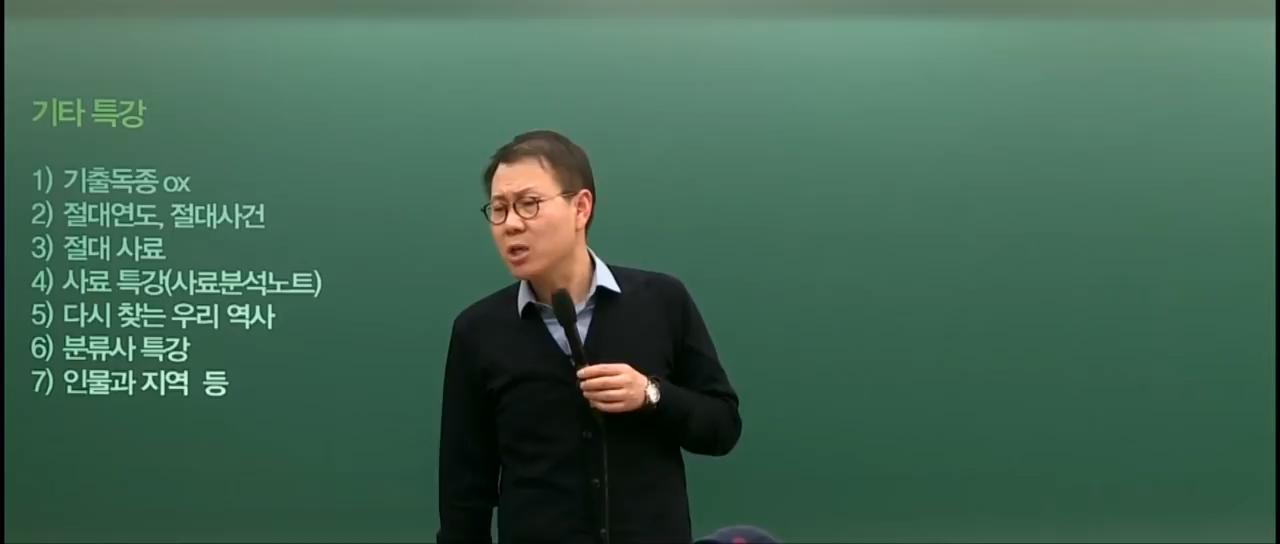 기타 특강
1) 기출독종 ox
2) 절대연도, 절대사건
3) 절대 사료
4) 사료 특강(사료분석노트)
5) 다시 찾는 우리 역사
6) 분류사 특강
7) 인물과 지역 등